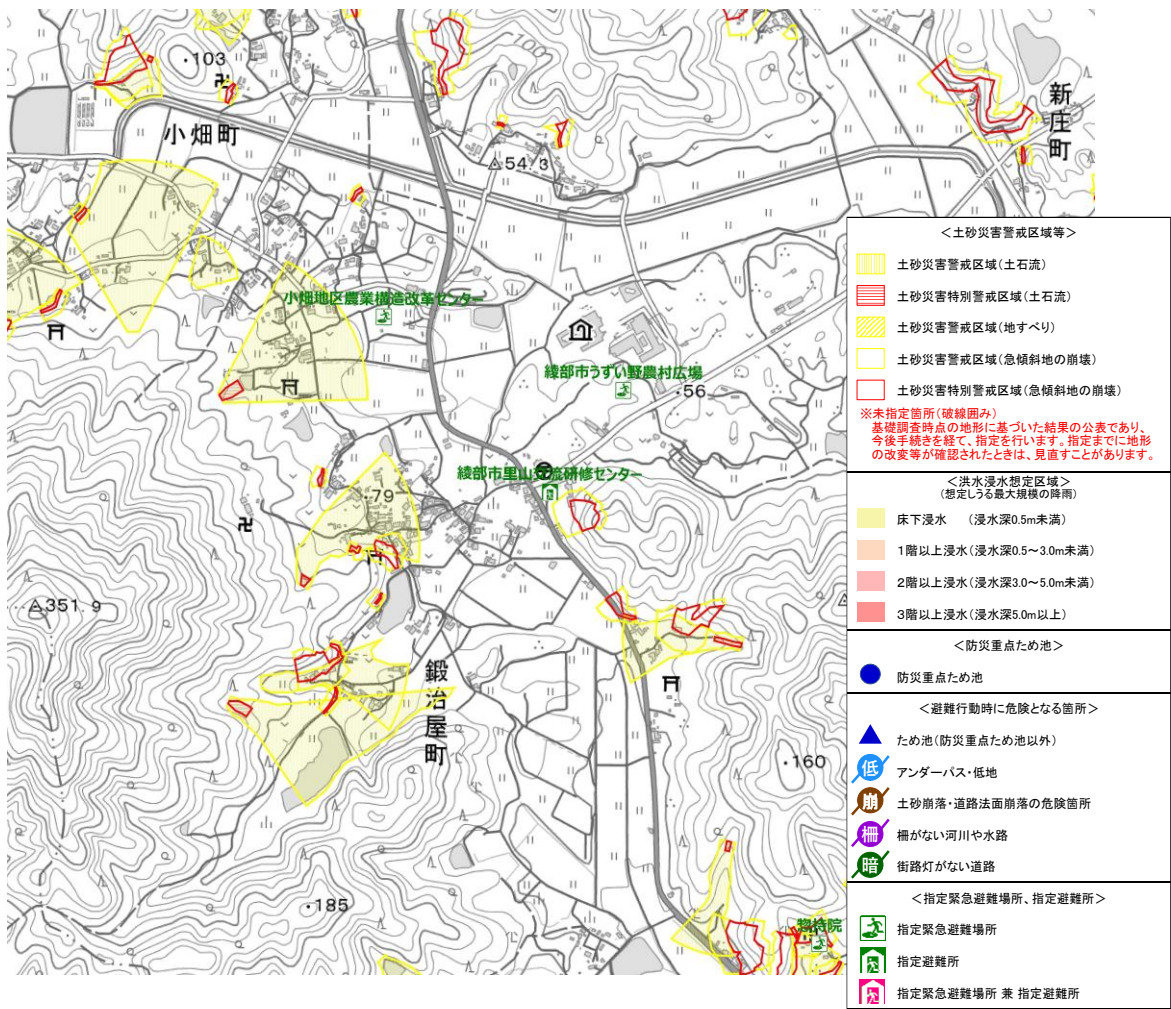 ・103
小畑町
新庄町
54.3
小畑地区農業構造改革センター
綾部市うずい野農村広場
・56
綾部市里山交流研修センター
・79
351.9
鍛治屋町
・160
・185
惣持院
100
＜土砂災害警戒区域等＞
土砂災害警戒区域（土石流）
土砂災害特別警戒区域（土石流）
土砂災害警戒区域（地すべり）
土砂災害警戒区域（急傾斜地の崩壊）
土砂災害特別警戒区域（急傾斜地の崩壊）
※未指定箇所（破線囲み）
基礎調査時点の地形に基づいた結果の公表であり、
今後手続きを経て、指定を行います。指定までに地形
の改変等が確認されたときは、見直すことがあります。
＜洪水浸水想定区域＞
（想定しうる最大規模の降雨）
床下浸水　（浸水深0.5m未満）
1階以上浸水（浸水深0.5～3.0m未満）
2階以上浸水（浸水深3.0～5.0m未満）
3階以上浸水（浸水深5.0m以上）
＜防災重点ため池＞
防災重点ため池
＜避難行動時に危険となる箇所＞
ため池（防災重点ため池以外）
低 アンダーパス・低地
崩 土砂崩落・道路法面崩落の危険箇所
柵 柵がない河川や水路
暗 街路灯がない道路
＜指定緊急避難場所、指定避難所＞
指定緊急避難場所
指定避難所
指定緊急避難場所 兼 指定避難所